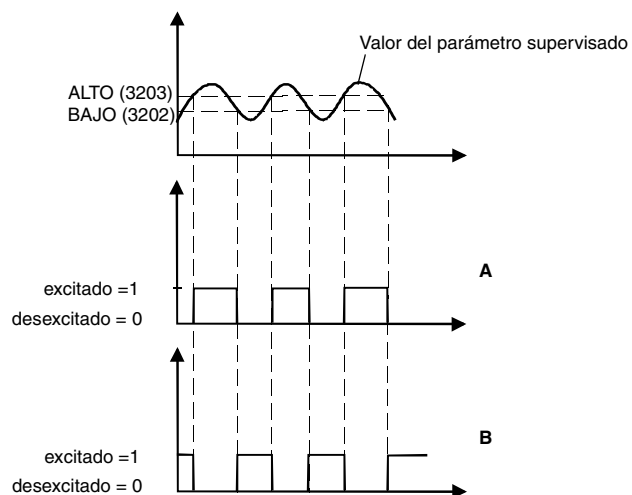 Valor del parámetro supervisado
ALTO (3203)
BAJO (3202)
A
excitado =1
desexcitado = 0
B
excitado =1
desexcitado = 0